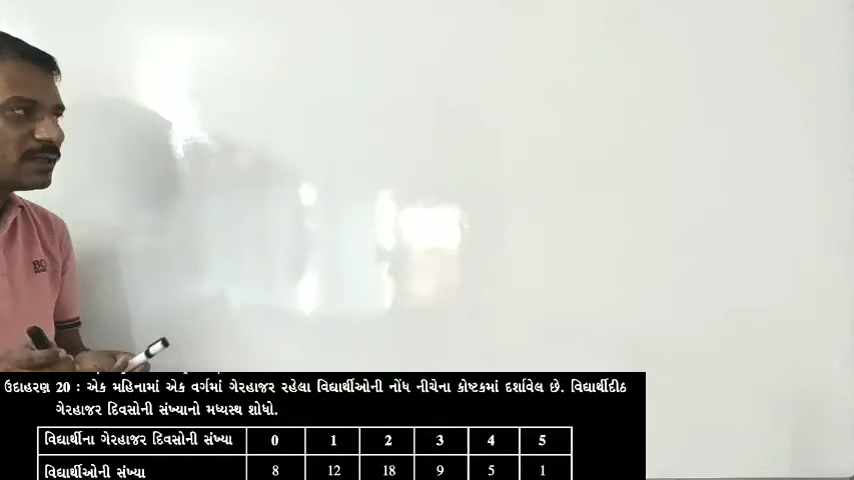 BO
ઉદાહરણ 20 : એક મહિનામાં એક વર્ગમાં ગેરહાજર રહેલા વિદ્યાર્થીઓની નોંધ નીચેના કોષ્ટકમાં દર્શાવેલ છે. વિદ્યાર્થીદીઠ
ગેરહાજર દિવસોની સંખ્યાનો મધ્યસ્થ શોધો.
વિદ્યાર્થીના ગેરહાજર દિવસોની સંખ્યા 0 1 2 3 4 5
વિદ્યાર્થીઓની સંખ્યા 8 12 18 9 5 1